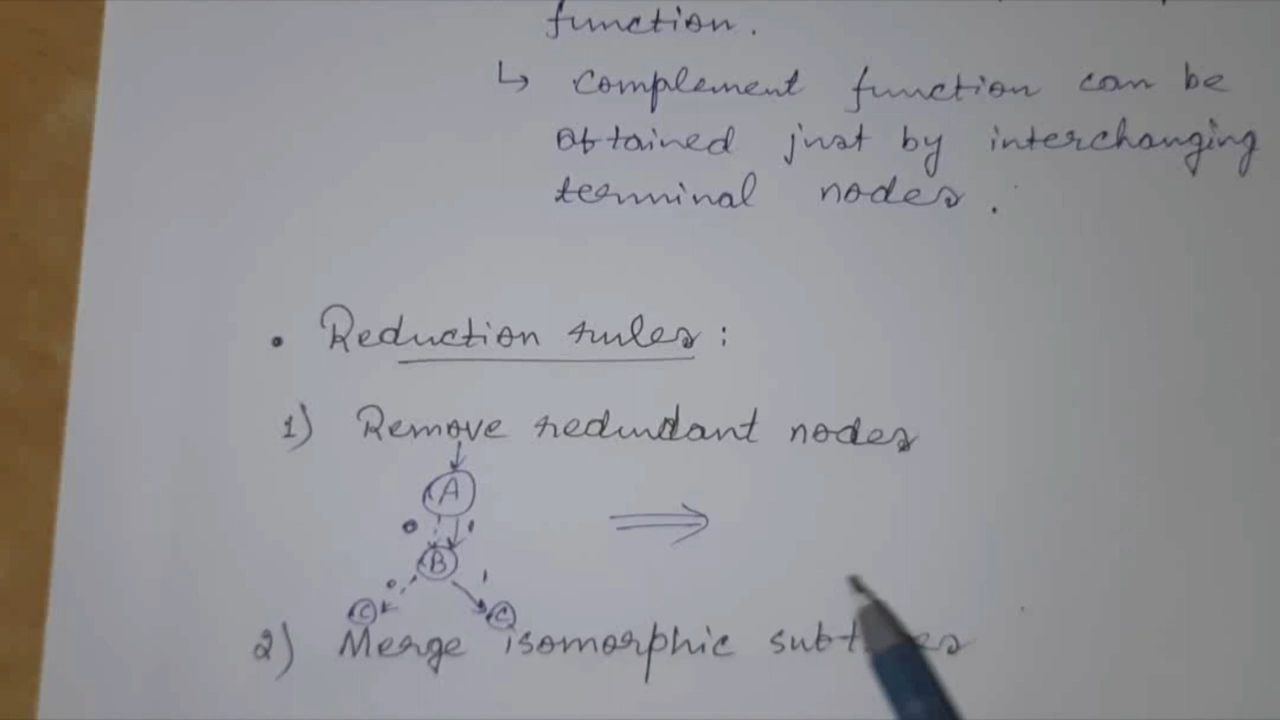 function.
↳ complement function can be
obtained just by interchanging
terminal nodes.
• Reduction rules:
1) Remove redundant nodes
A
0 1
B
0 1
C C
2) Merge isomorphic